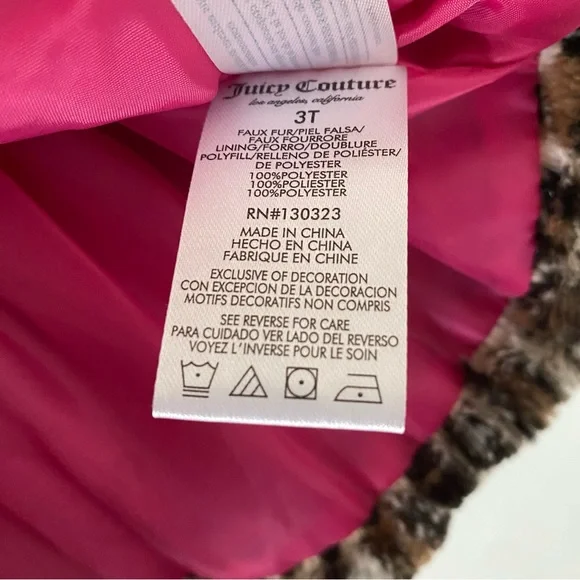 Juicy Couture
los angeles, california
3T
FAUX FUR/PIEL FALSA/
FAUX FOURRORE
LINING/FORRO/DOUBLURE
POLYFILL/RELLENO DE POLIESTER/
DE POLYESTER
100%POLYESTER
100%POLIESTER
100%POLYESTER
RN#130323
MADE IN CHINA
HECHO EN CHINA
FABRIQUE EN CHINE
EXCLUSIVE OF DECORATION
CON EXCEPCION DE LA DECORACION
MOTIFS DECORATIFS NON COMPRIS
SEE REVERSE FOR CARE
PARA CUIDADO VER LADO DEL REVERSO
VOYEZ L'INVERSE POUR LE SOIN